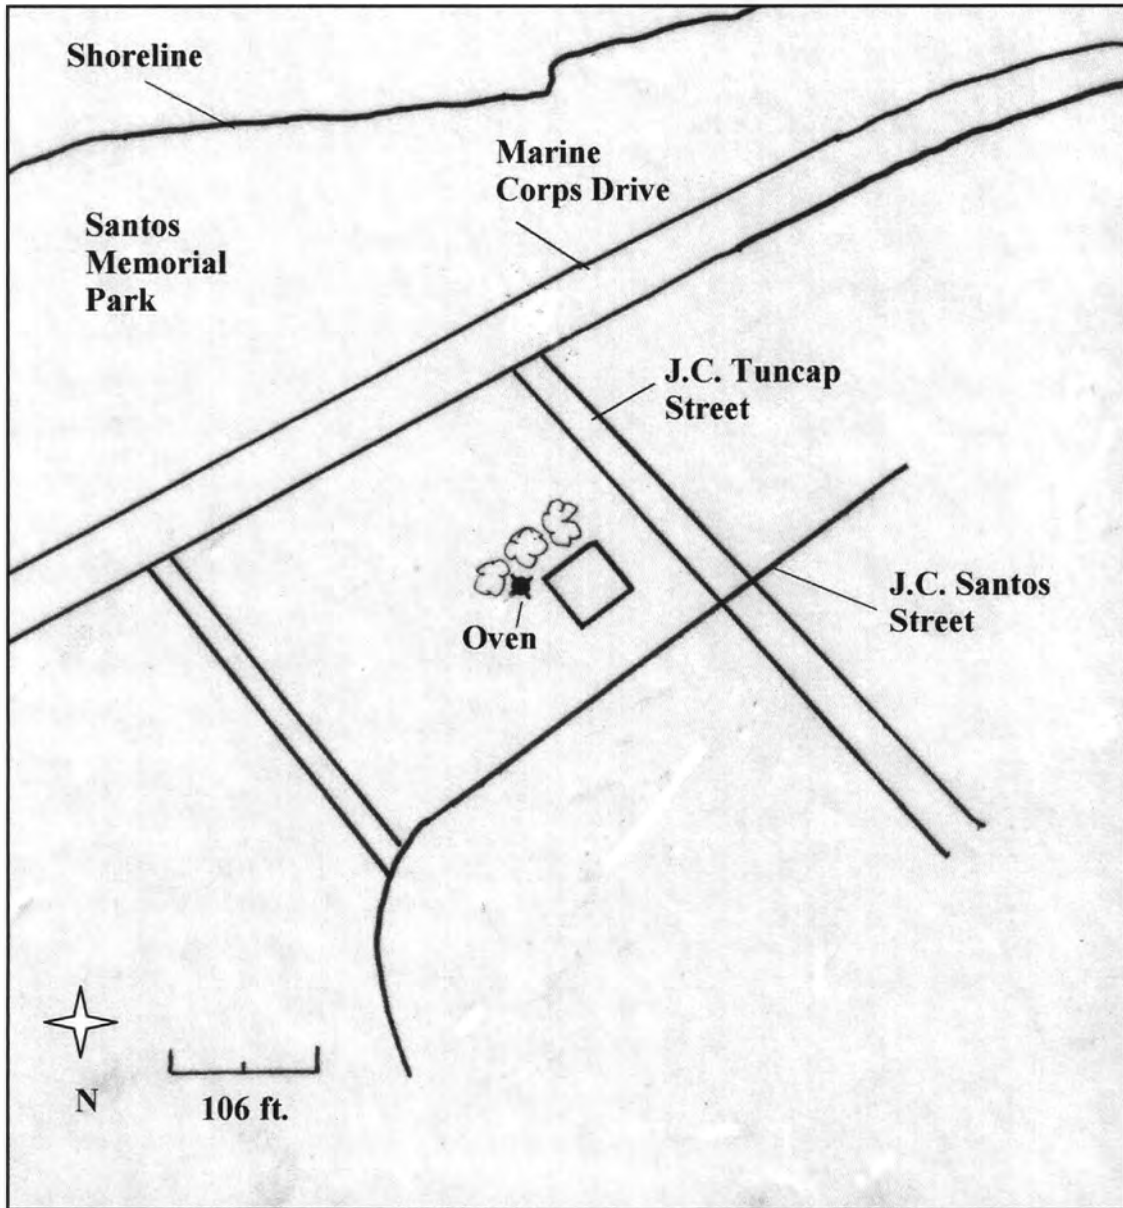 Shoreline
Marine
Corps Drive
Santos
Memorial
Park
J.C. Tuncap
Street
J.C. Santos
Street
Oven
N
106 ft.